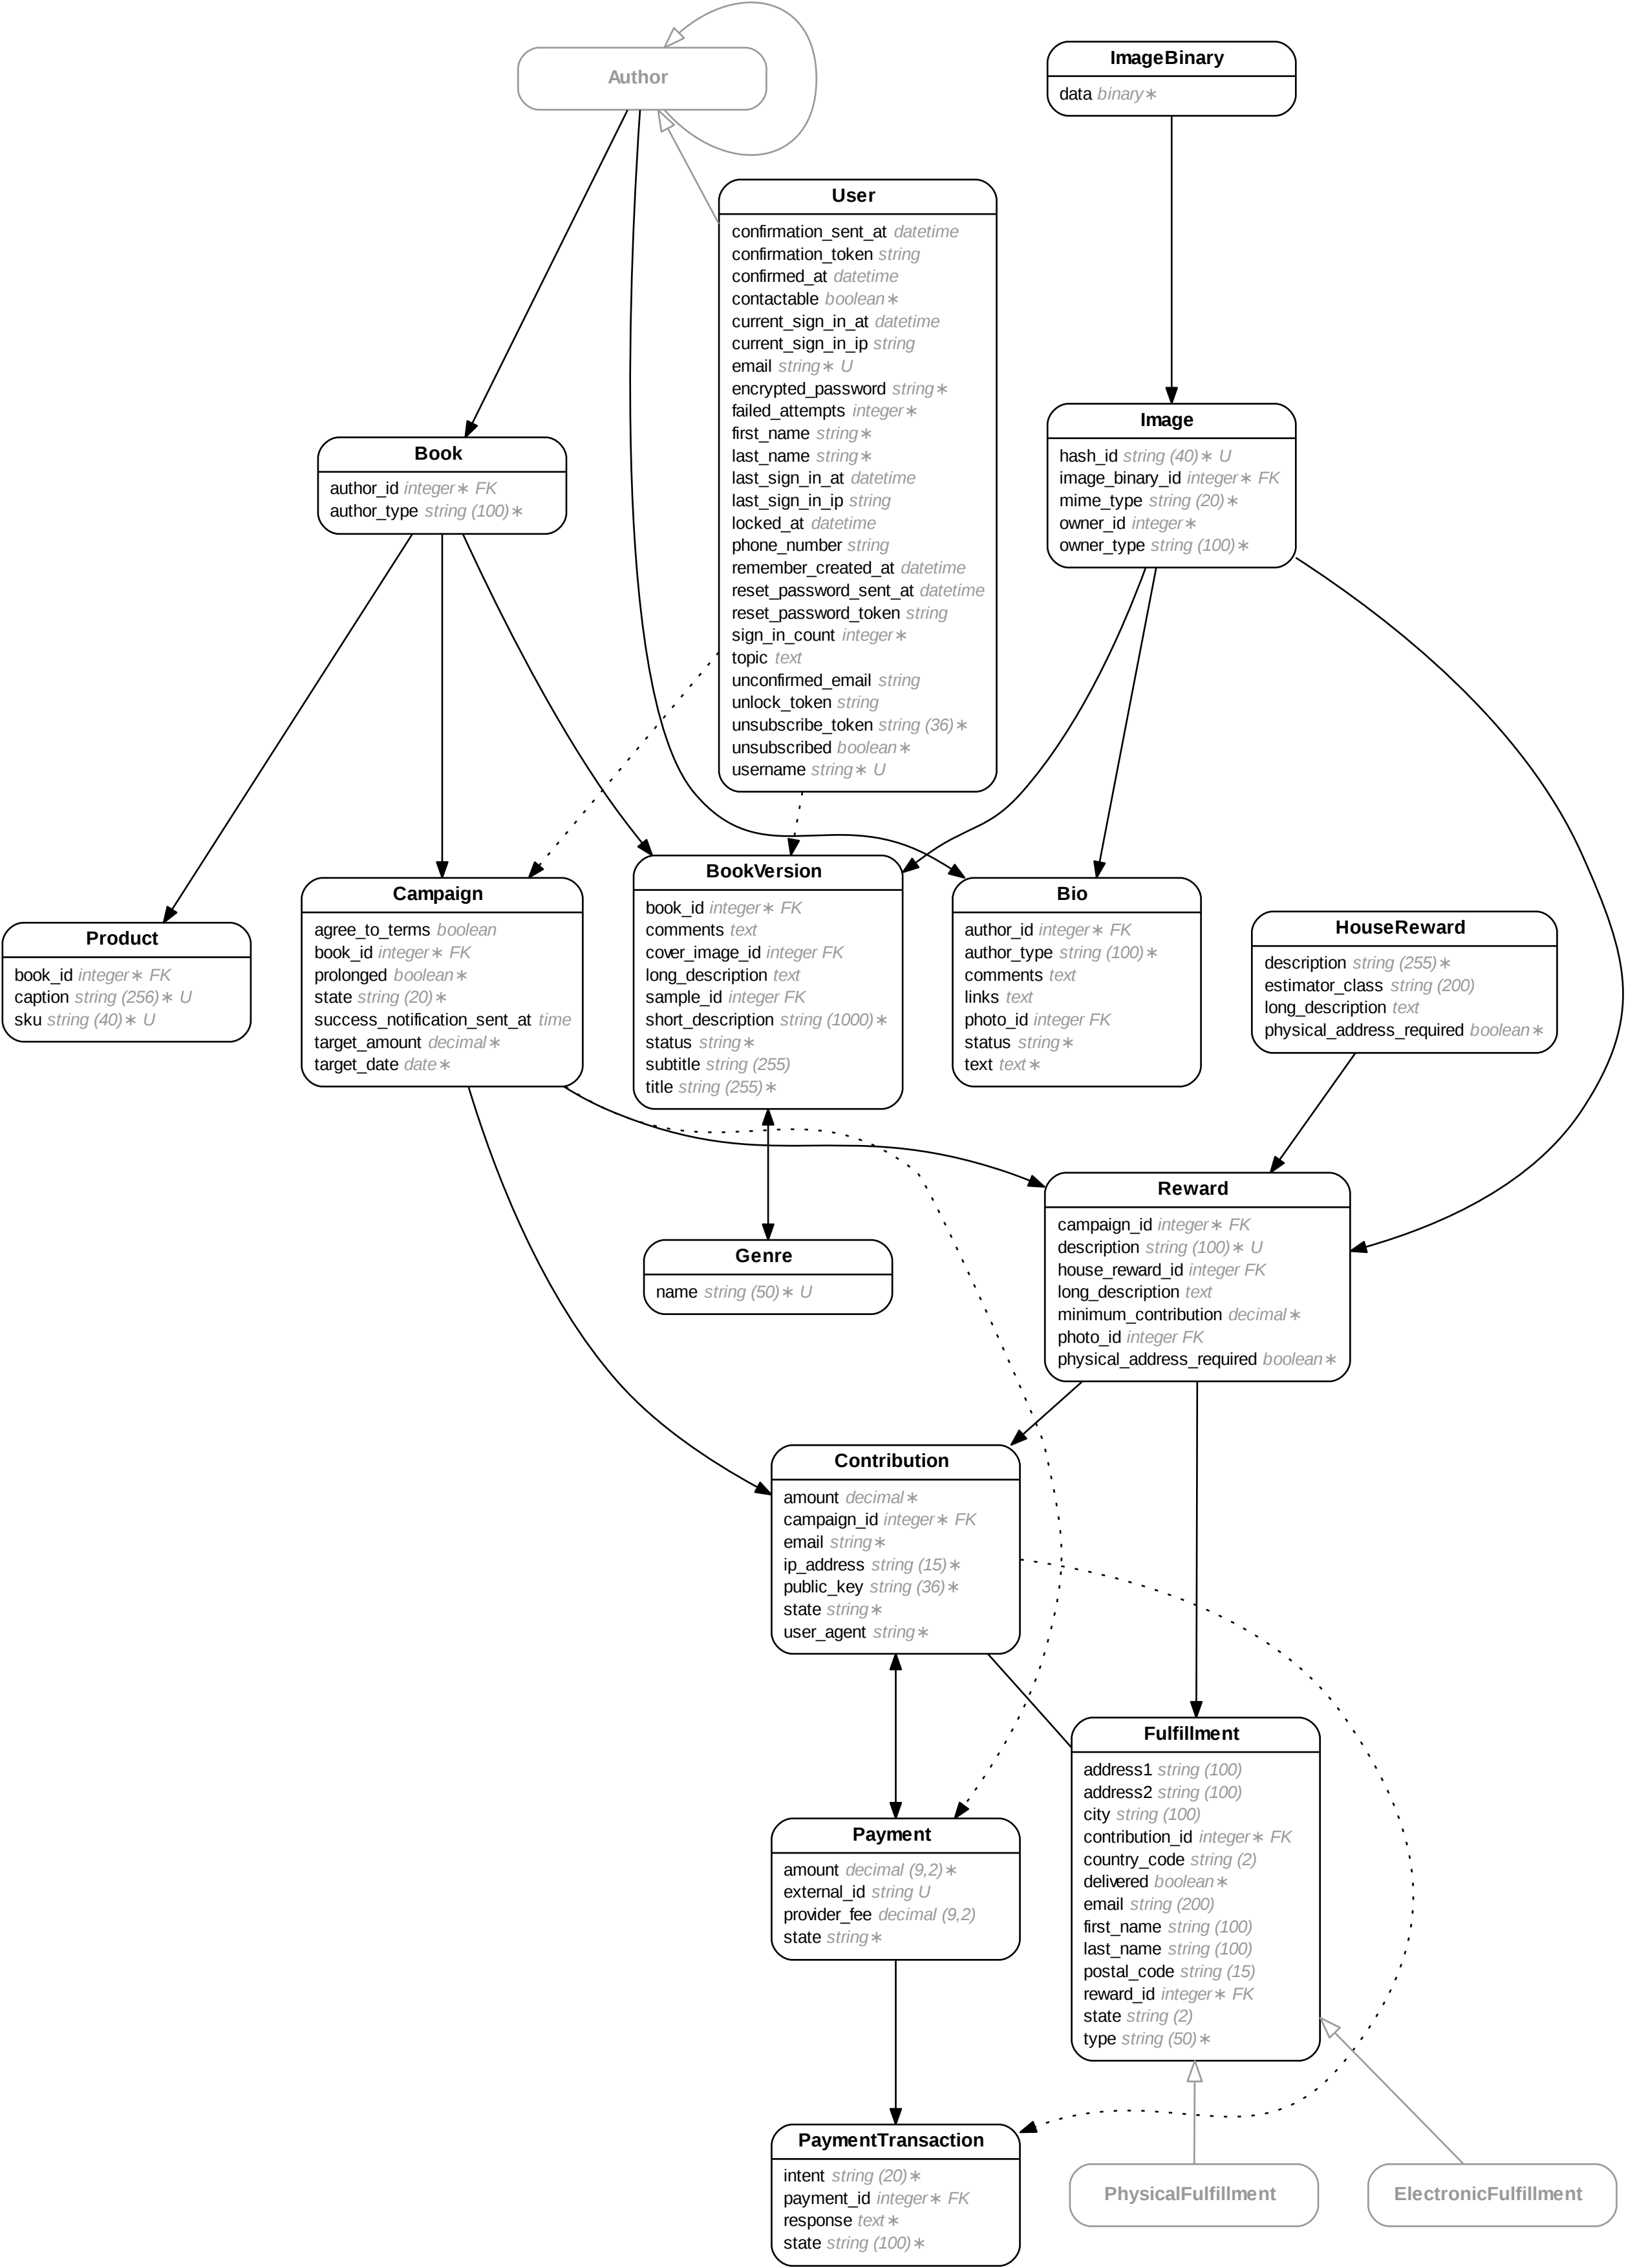 Author
ImageBinary
data binary∗
User
confirmation_sent_at datetime
confirmation_token string
confirmed_at datetime
contactable boolean∗
current_sign_in_at datetime
current_sign_in_ip string
email string∗ U
encrypted_password string∗
failed_attempts integer∗
first_name string∗
last_name string∗
last_sign_in_at datetime
last_sign_in_ip string
locked_at datetime
phone_number string
remember_created_at datetime
reset_password_sent_at datetime
reset_password_token string
sign_in_count integer∗
topic text
unconfirmed_email string
unlock_token string
unsubscribe_token string (36)∗
unsubscribed boolean∗
username string∗ U
Image
hash_id string (40)∗ U
image_binary_id integer∗ FK
mime_type string (20)∗
owner_id integer∗
owner_type string (100)∗
Book
author_id integer∗ FK
author_type string (100)∗
Product
book_id integer∗ FK
caption string (256)∗ U
sku string (40)∗ U
Campaign
agree_to_terms boolean
book_id integer∗ FK
prolonged boolean∗
state string (20)∗
success_notification_sent_at time
target_amount decimal∗
target_date date∗
BookVersion
book_id integer∗ FK
comments text
cover_image_id integer FK
long_description text
sample_id integer FK
short_description string (1000)∗
status string∗
subtitle string (255)
title string (255)∗
Bio
author_id integer∗ FK
author_type string (100)∗
comments text
links text
photo_id integer FK
status string∗
text text∗
HouseReward
description string (255)∗
estimator_class string (200)
long_description text
physical_address_required boolean∗
Genre
name string (50)∗ U
Reward
campaign_id integer∗ FK
description string (100)∗ U
house_reward_id integer FK
long_description text
minimum_contribution decimal∗
photo_id integer FK
physical_address_required boolean∗
Contribution
amount decimal∗
campaign_id integer∗ FK
email string∗
ip_address string (15)∗
public_key string (36)∗
state string∗
user_agent string∗
Fulfillment
address1 string (100)
address2 string (100)
city string (100)
contribution_id integer∗ FK
country_code string (2)
delivered boolean∗
email string (200)
first_name string (100)
last_name string (100)
postal_code string (15)
reward_id integer∗ FK
state string (2)
type string (50)∗
Payment
amount decimal (9,2)∗
external_id string U
provider_fee decimal (9,2)
state string∗
PaymentTransaction
intent string (20)∗
payment_id integer∗ FK
response text∗
state string (100)∗
PhysicalFulfillment
ElectronicFulfillment